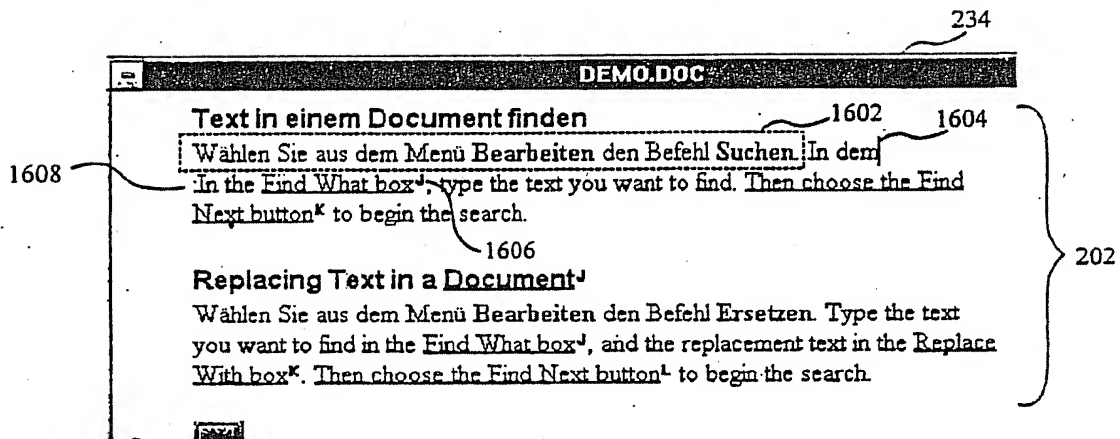 234
DEMO.DOC
Text in einem Document finden
1602
1604
Wählen Sie aus dem Menü Bearbeiten den Befehl Suchen. In dem
1608
In the Find What box ᴶ, type the text you want to find. Then choose the Find
Next button ᴷ to begin the search.
1606
202
Replacing Text in a Document ᴶ
Wählen Sie aus dem Menü Bearbeiten den Befehl Ersetzen. Type the text
you want to find in the Find What box ᴶ, and the replacement text in the Replace
With box ᴷ. Then choose the Find Next button ᴸ to begin the search.